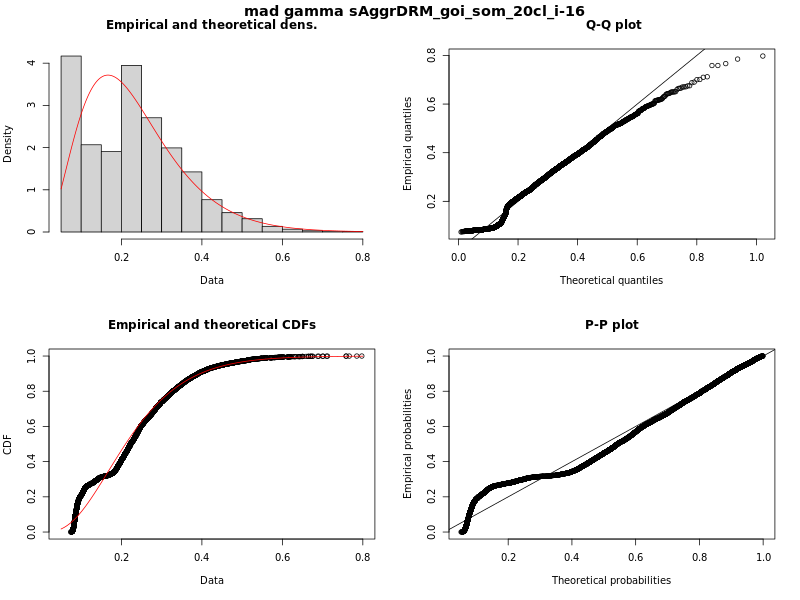 mad gamma sAggrDRM_goi_som_20cl_i-16
Empirical and theoretical dens.
Density
0 1 2 3 4
0.2 0.4 0.6 0.8
Data
Q-Q plot
Empirical quantiles
0.2 0.4 0.6 0.8
0.0 0.2 0.4 0.6 0.8 1.0
Theoretical quantiles
Empirical and theoretical CDFs
CDF
0.0 0.2 0.4 0.6 0.8 1.0
0.2 0.4 0.6 0.8
Data
P-P plot
Empirical probabilities
0.0 0.2 0.4 0.6 0.8 1.0
0.2 0.4 0.6 0.8 1.0
Theoretical probabilities